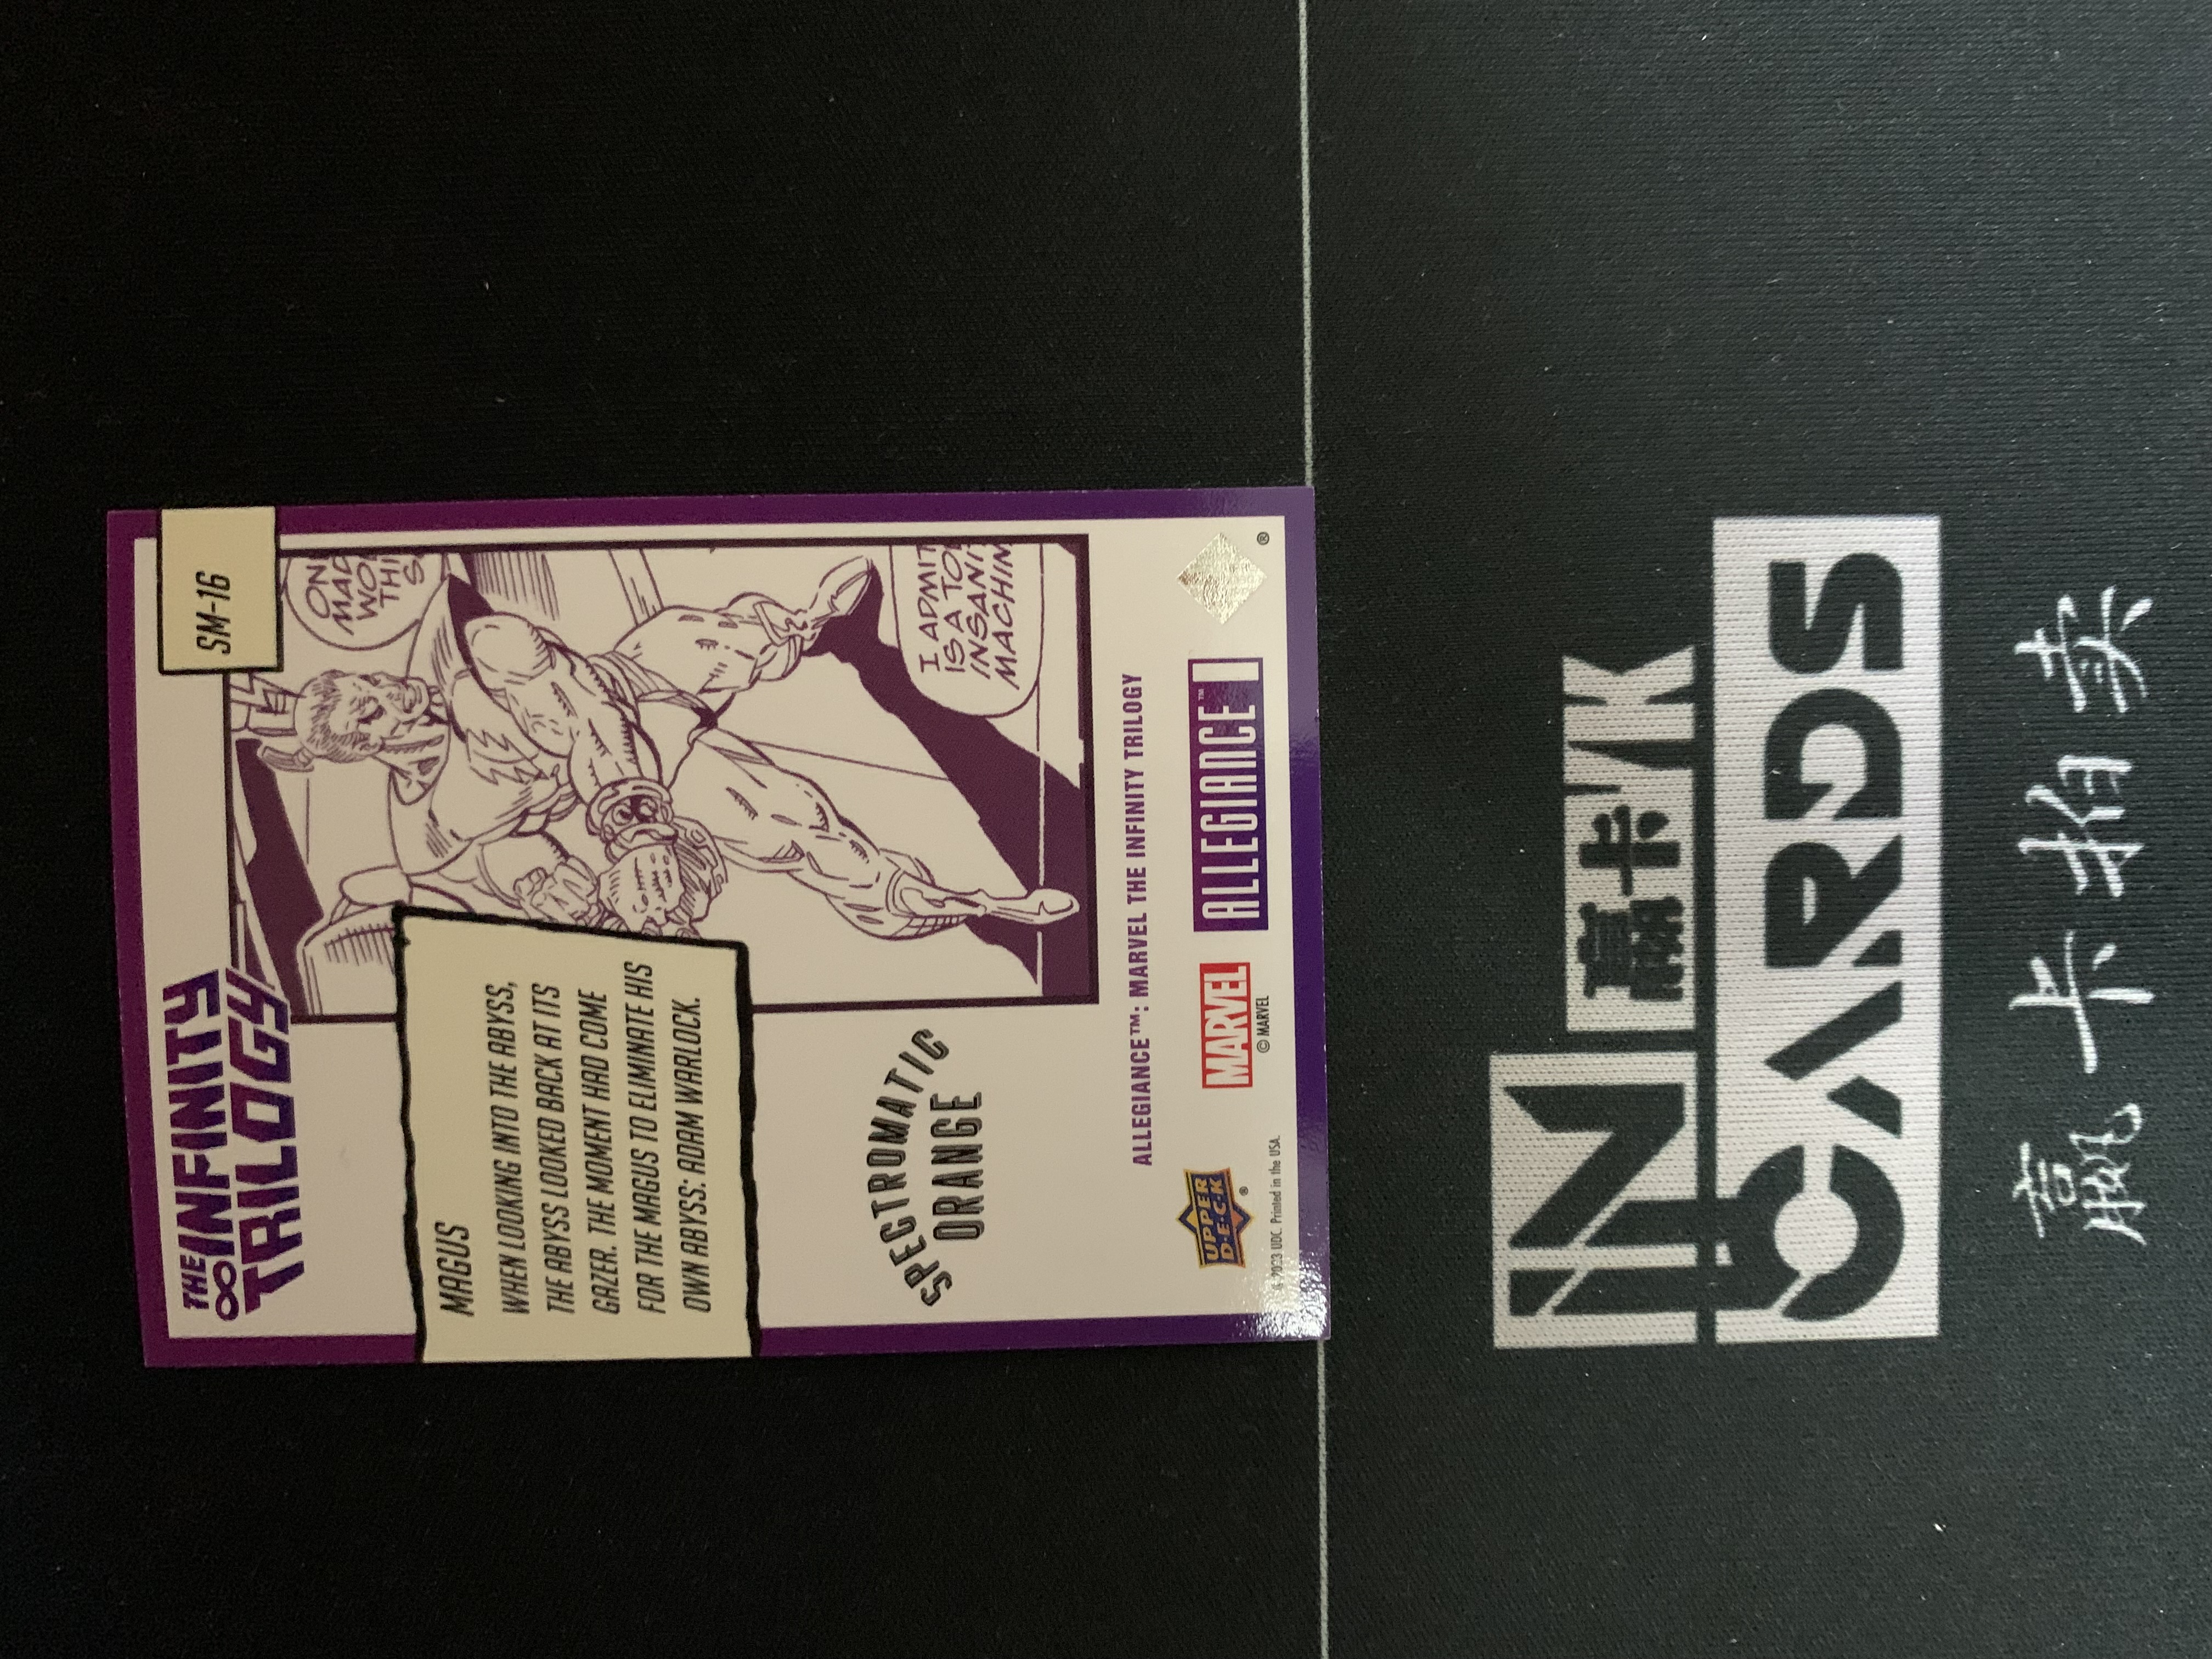 SM-16
THE INFINITY
TRILOGY
ON
MAD
WO
THI
S
MAGUS
WHEN LOOKING INTO THE ABYSS,
THE ABYSS LOOKED BACK AT ITS
GAZER. THE MOMENT HAD COME
FOR THE MAGUS TO ELIMINATE HIS
OWN ABYSS: ADAM WARLOCK.
I ADMIT
IS A TO
INSANI
MACHIN
SPECTROMATIC
ORANGE
ALLEGIANCE™: MARVEL THE INFINITY TRILOGY
UPPER
D·E·C·K
®
MARVEL
© MARVEL
ALLEGIANCE™
®
© 2023 UDC. Printed in the USA.
IN
赢卡
VK
CARDS
赢卡拍卖